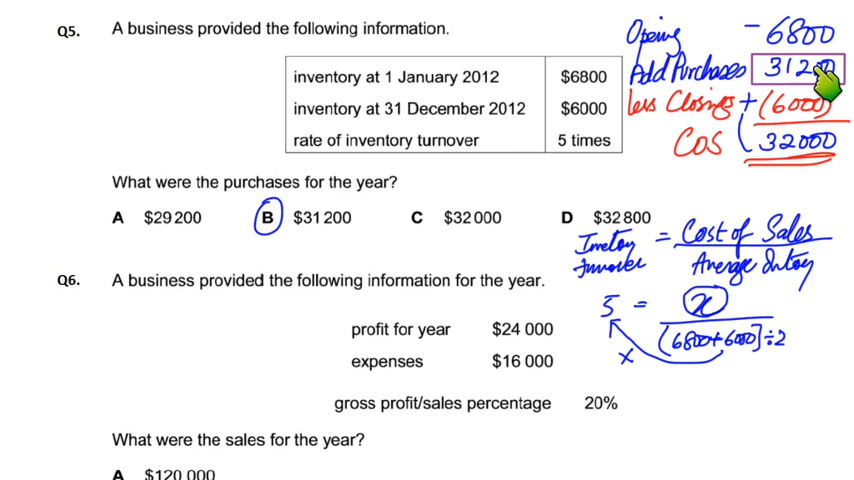 Q5. A business provided the following information.
inventory at 1 January 2012 $6800
inventory at 31 December 2012 $6000
rate of inventory turnover 5 times
What were the purchases for the year?
A $29 200 B $31 200 C $32 000 D $32 800
Opening - 6800
Add Purchases 31200
less Closing + (6000)
COS 32000
Inventory turnover = Cost of Sales
Average Intoy
5 = x
(6800+6000] ÷2
x
Q6. A business provided the following information for the year.
profit for year $24 000
expenses $16 000
gross profit/sales percentage 20%
What were the sales for the year?
A $120 000